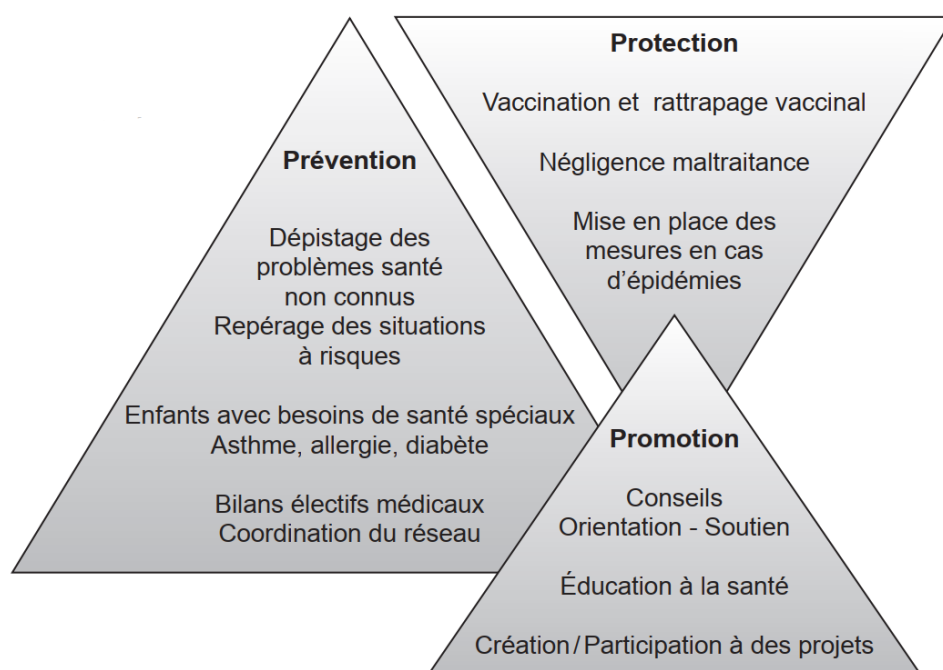 Prévention
Dépistage des
problèmes santé
non connus
Repérage des situations
à risques
Enfants avec besoins de santé spéciaux
Asthme, allergie, diabète
Bilans électifs médicaux
Coordination du réseau
Protection
Vaccination et rattrapage vaccinal
Négligence maltraitance
Mise en place des
mesures en cas
d’épidémies
Promotion
Conseils
Orientation - Soutien
Éducation à la santé
Création/Participation à des projets